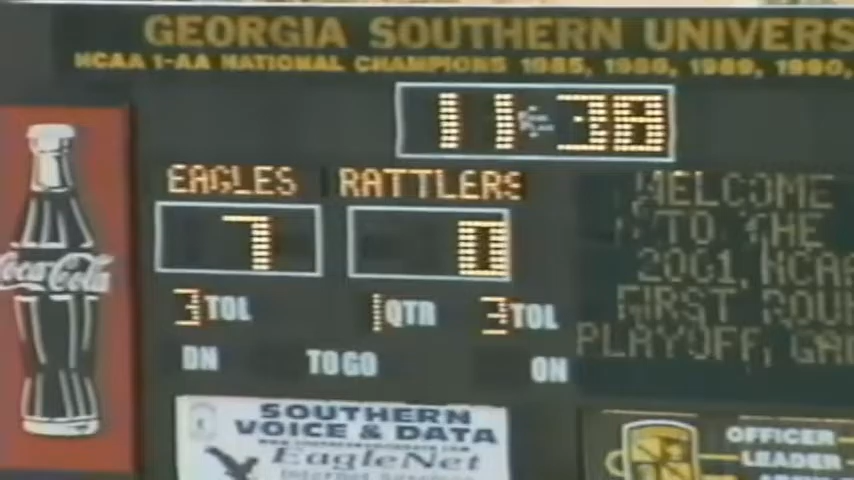 GEORGIA SOUTHERN UNIVERS
NCAA 1-AA NATIONAL CHAMPIONS 1985, 1986, 1989, 1990,
11:38
EAGLES RATTLERS
7 0
3 TOL 1 QTR 3 TOL
DN TO GO ON
WELCOME
TO THE
2001 NCAA
FIRST ROUN
PLAYOFF GA
Coca-Cola
SOUTHERN
VOICE & DATA
EagleNet
Internet Services
OFFICER
LEADER